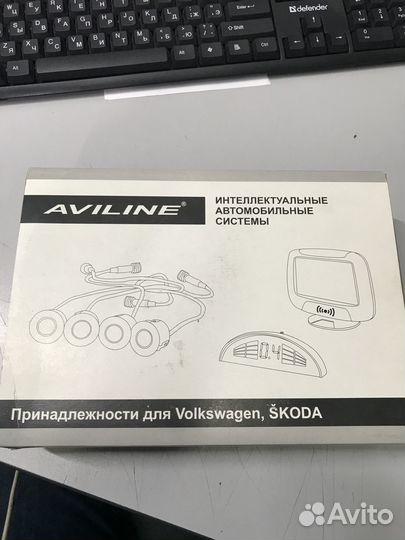 defender
AVILINE®
ИНТЕЛЛЕКТУАЛЬНЫЕ
АВТОМОБИЛЬНЫЕ
СИСТЕМЫ
0.4
Принадлежности для Volkswagen, ŠKODA
Avito